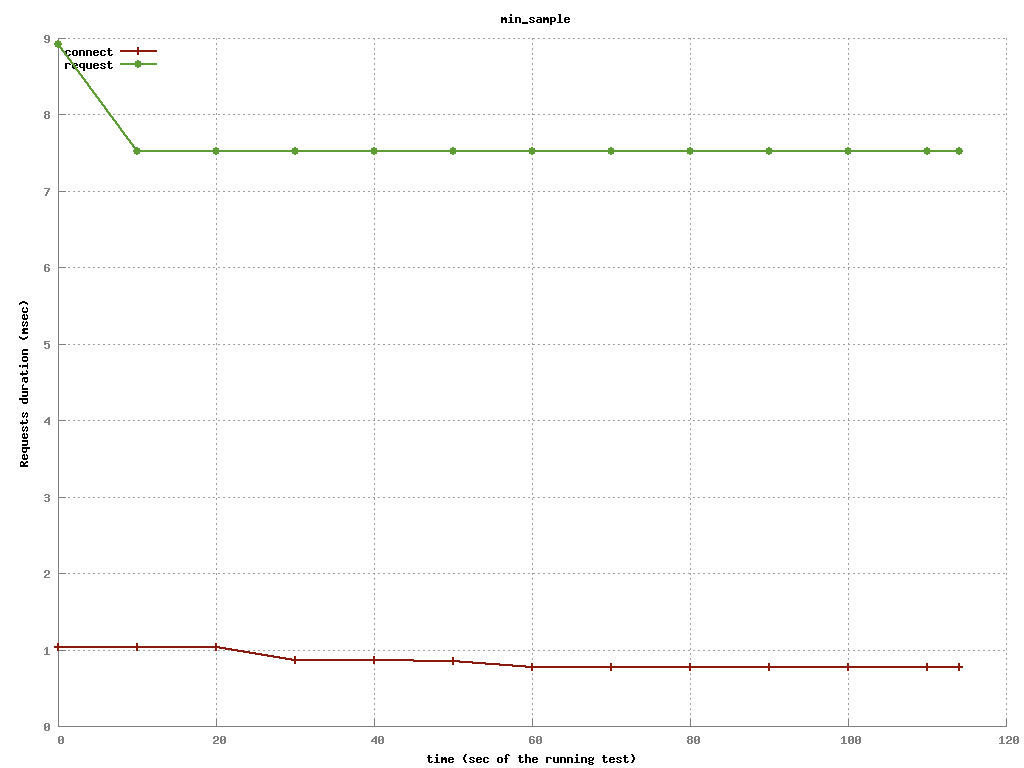 min_sample
connect
request
9
8
7
6
5
4
3
2
1
0
Requests duration (msec)
0 20 40 60 80 100 120
time (sec of the running test)